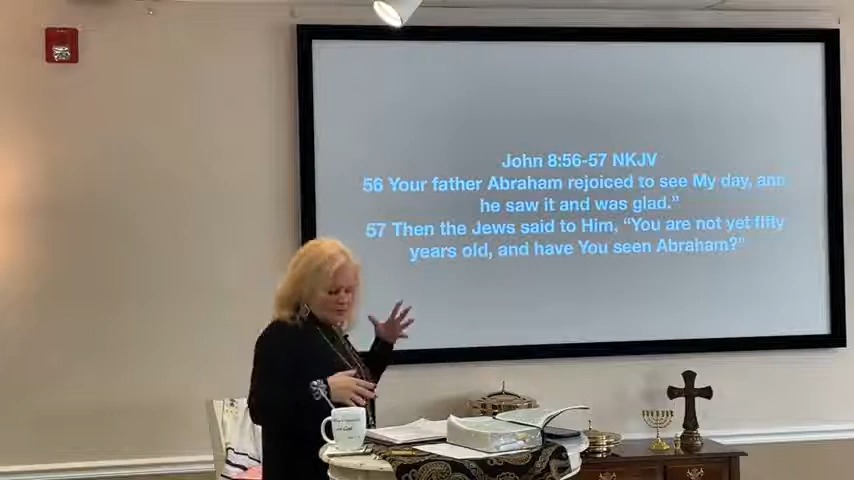 John 8:56-57 NKJV
56 Your father Abraham rejoiced to see My day, and
he saw it and was glad.”
57 Then the Jews said to Him, “You are not yet fifty
years old, and have You seen Abraham?”